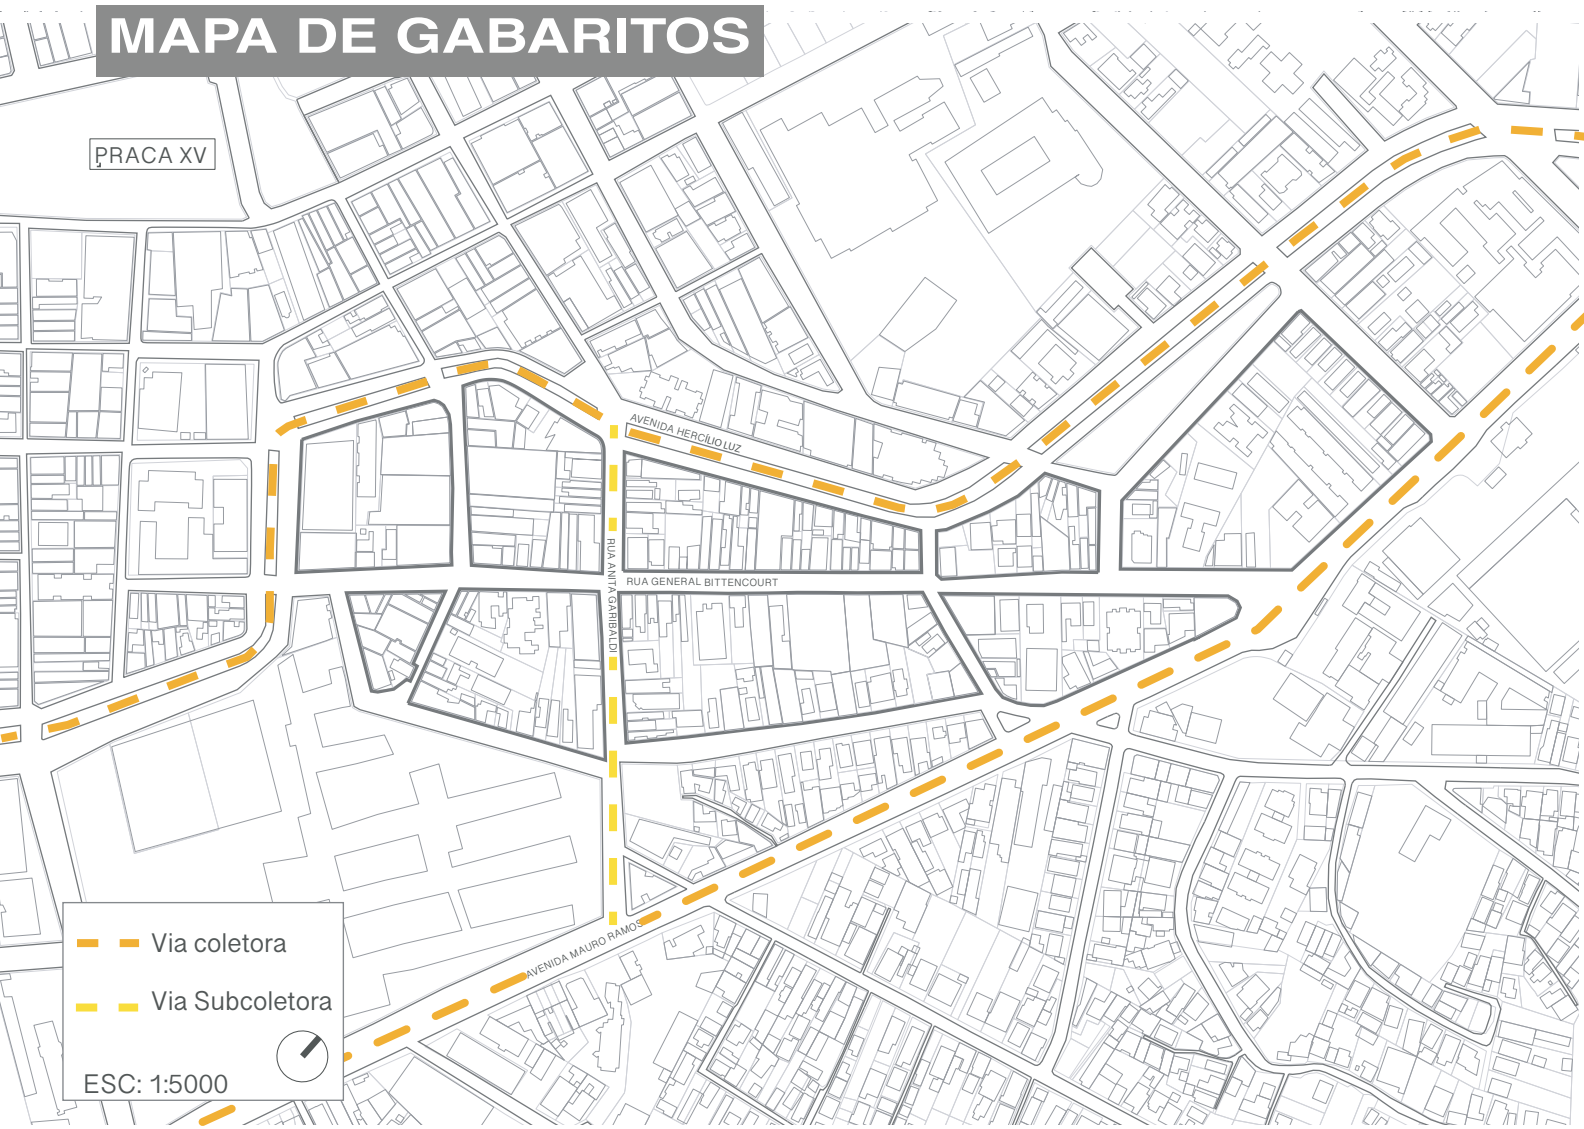 MAPA DE GABARITOS
PRACA XV
AVENIDA HERCÍLIO LUZ
RUA ANITA GARIBALDI
RUA GENERAL BITTENCOURT
AVENIDA MAURO RAMOS
Via coletora
Via Subcoletora
ESC: 1:5000